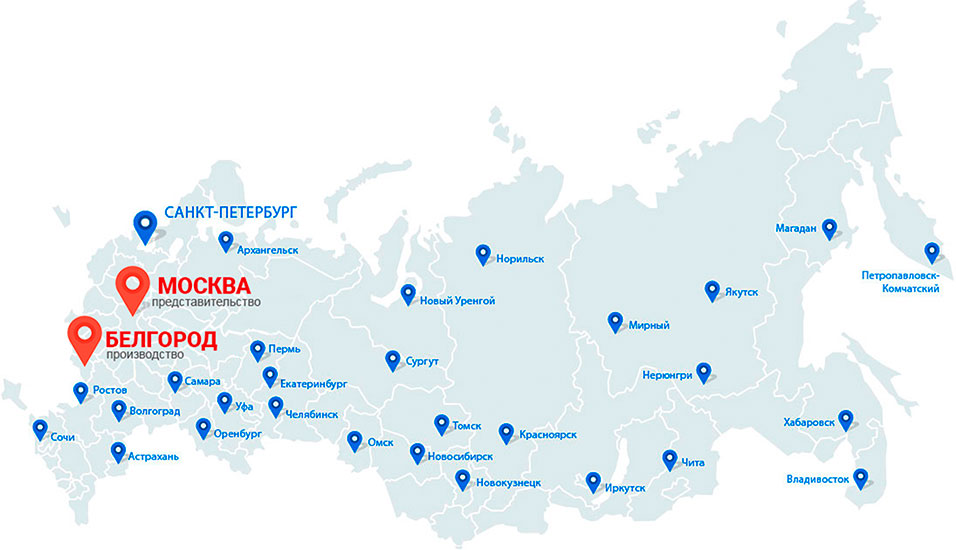 САНКТ-ПЕТЕРБУРГ
Архангельск
Магадан
Норильск
Петропавловск-
Комчатский
МОСКВА
представительство
Новый Уренгой
Якутск
Мирный
БЕЛГОРОД
производство
Пермь
Сургут
Нерюнгри
Ростов
Самара
Екатеринбург
Волгоград
Уфа
Челябинск
Хабаровск
Сочи
Оренбург
Омск
Томск
Красноярск
Астрахань
Новосибирск
Чита
Новокузнецк
Иркутск
Владивосток